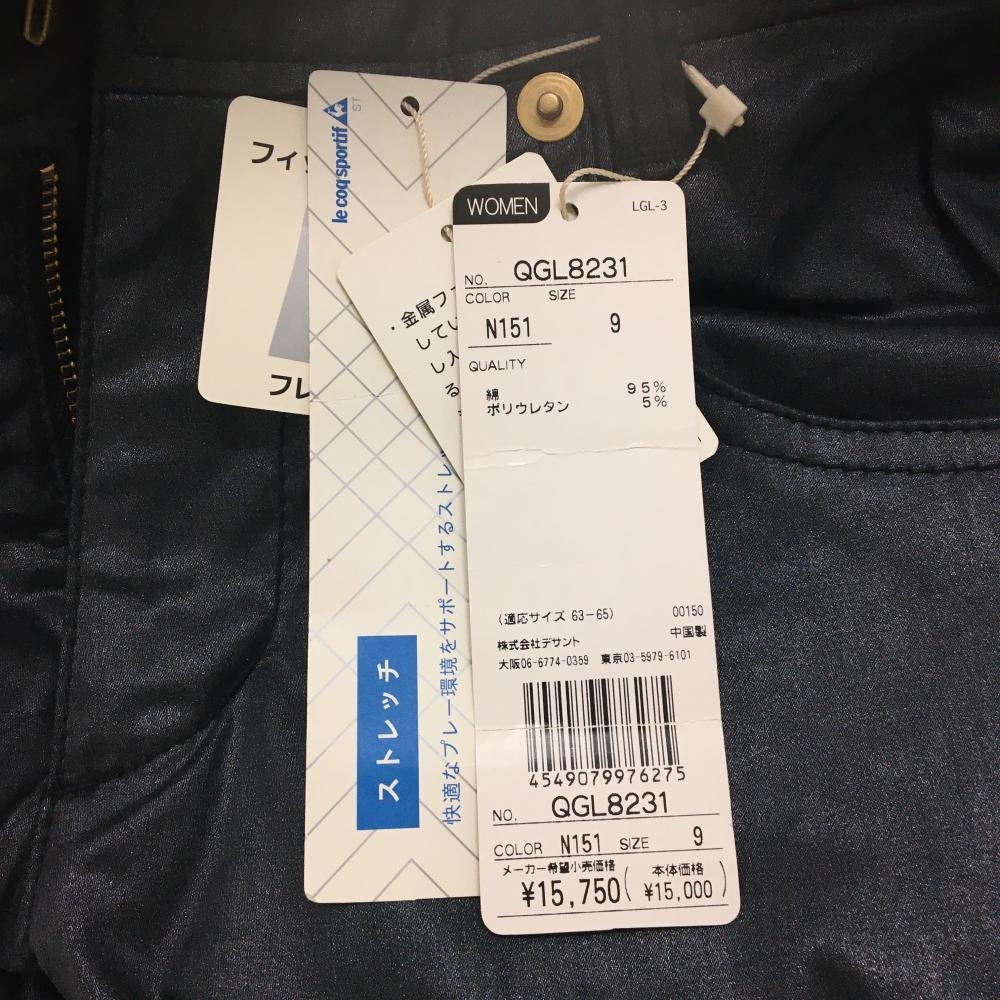 フィッ
フレ
le coq sportif
ST
ストレッチ
快適なプレー環境をサポートするストレッ
・金属フ
してい
し入
る
WOMEN
LGL-3
NO. QGL8231
COLOR SIZE
N151 9
QUALITY
綿 95%
ポリウレタン 5%
(適応サイズ 63-65) 00150
株式会社デサント 中国製
大阪06-6774-0359 東京03-5979-6101
4549079976275
NO. QGL8231
COLOR N151 SIZE 9
メーカー希望小売価格 本体価格
¥15,750(¥15,000)